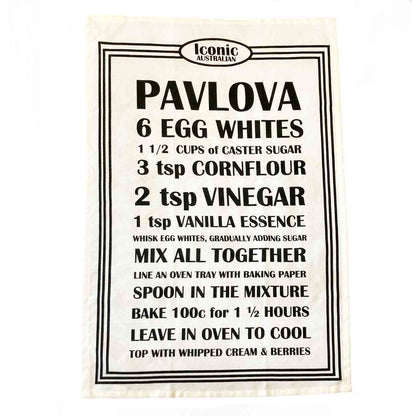 Iconic
AUSTRALIAN
PAVLOVA
6 EGG WHITES
1 1/2 CUPS of CASTER SUGAR
3 tsp CORNFLOUR
2 tsp VINEGAR
1 tsp VANILLA ESSENCE
WHISK EGG WHITES, GRADUALLY ADDING SUGAR
MIX ALL TOGETHER
LINE AN OVEN TRAY WITH BAKING PAPER
SPOON IN THE MIXTURE
BAKE 100c for 1 ½ HOURS
LEAVE IN OVEN TO COOL
TOP WITH WHIPPED CREAM & BERRIES